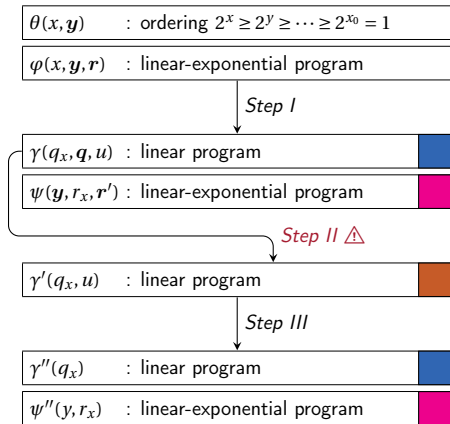 θ(x, y) : ordering 2^x ≥ 2^y ≥ ⋯ ≥ 2^{x_0} = 1
φ(x, y, r) : linear-exponential program
Step I
γ(q_x, q, u) : linear program
ψ(y, r_x, r′) : linear-exponential program
Step II ⚠
γ′(q_x, u) : linear program
Step III
γ″(q_x) : linear program
ψ″(y, r_x) : linear-exponential program